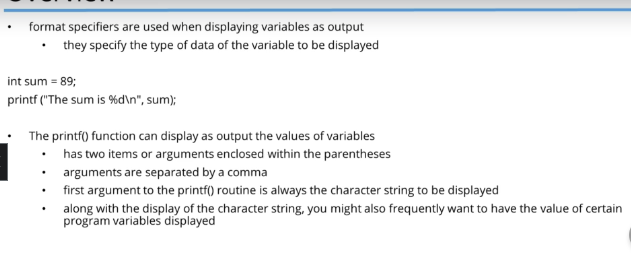 format specifiers are used when displaying variables as output
they specify the type of data of the variable to be displayed
int sum = 89;
printf ("The sum is %d\n", sum);
The printf() function can display as output the values of variables
has two items or arguments enclosed within the parentheses
arguments are separated by a comma
first argument to the printf() routine is always the character string to be displayed
along with the display of the character string, you might also frequently want to have the value of certain
program variables displayed